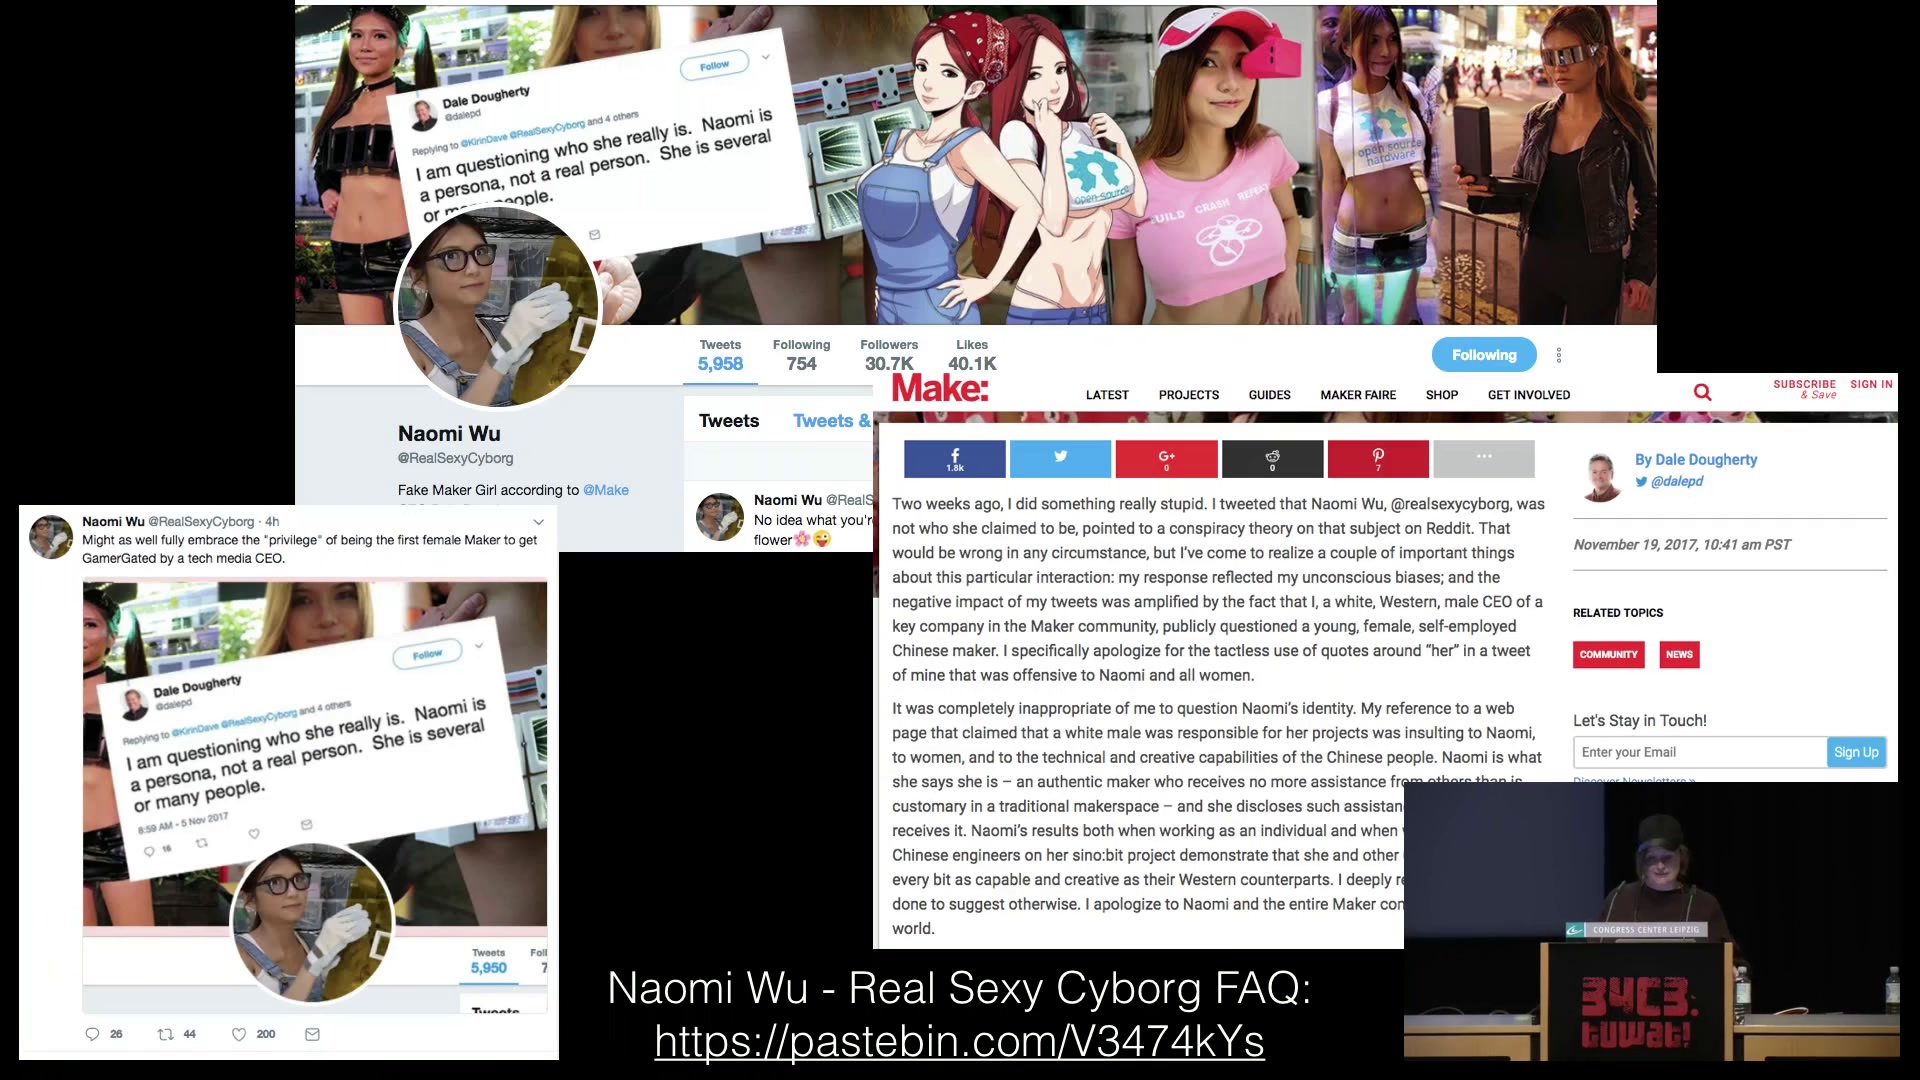 Follow
Dale Dougherty
@dalepd
Replying to @KirinDave @RealSexyCyborg and 4 others
I am questioning who she really is. Naomi is
a persona, not a real person. She is several
or many people.
open-source
BUILD CRASH REPEAT
open source
hardware
Tweets
5,958
Following
754
Followers
30.7K
Likes
40.1K
Following
Naomi Wu
@RealSexyCyborg
Fake Maker Girl according to @Make
Tweets
Tweets &
Naomi Wu @RealS
No idea what you'r
flower
Make:
LATEST
PROJECTS
GUIDES
MAKER FAIRE
SHOP
GET INVOLVED
SUBSCRIBE
& Save
SIGN IN
f
1.8k
G+
0
0
7
Two weeks ago, I did something really stupid. I tweeted that Naomi Wu, @realsexycyborg, was
not who she claimed to be, pointed to a conspiracy theory on that subject on Reddit. That
would be wrong in any circumstance, but I've come to realize a couple of important things
about this particular interaction: my response reflected my unconscious biases; and the
negative impact of my tweets was amplified by the fact that I, a white, Western, male CEO of a
key company in the Maker community, publicly questioned a young, female, self-employed
Chinese maker. I specifically apologize for the tactless use of quotes around “her” in a tweet
of mine that was offensive to Naomi and all women.
It was completely inappropriate of me to question Naomi's identity. My reference to a web
page that claimed that a white male was responsible for her projects was insulting to Naomi,
to women, and to the technical and creative capabilities of the Chinese people. Naomi is what
she says she is – an authentic maker who receives no more assistance from others than is
customary in a traditional makerspace – and she discloses such assistan
receives it. Naomi's results both when working as an individual and when
Chinese engineers on her sino:bit project demonstrate that she and other
every bit as capable and creative as their Western counterparts. I deeply re
done to suggest otherwise. I apologize to Naomi and the entire Maker con
world.
By Dale Dougherty
@dalepd
November 19, 2017, 10:41 am PST
RELATED TOPICS
COMMUNITY
NEWS
Let's Stay in Touch!
Enter your Email
Sign Up
Discover Newsletters »
Naomi Wu @RealSexyCyborg · 4h
Might as well fully embrace the "privilege" of being the first female Maker to get
GamerGated by a tech media CEO.
Follow
Dale Dougherty
@dalepd
Replying to @KirinDave @RealSexyCyborg and 4 others
I am questioning who she really is. Naomi is
a persona, not a real person. She is several
or many people.
8:59 AM - 5 Nov 2017
16
Tweets
5,950
Foll
7
Tweets
26
44
200
Naomi Wu - Real Sexy Cyborg FAQ:
https://pastebin.com/V3474kYs
CONGRESS CENTER LEIPZIG
34C3:
tuwat!